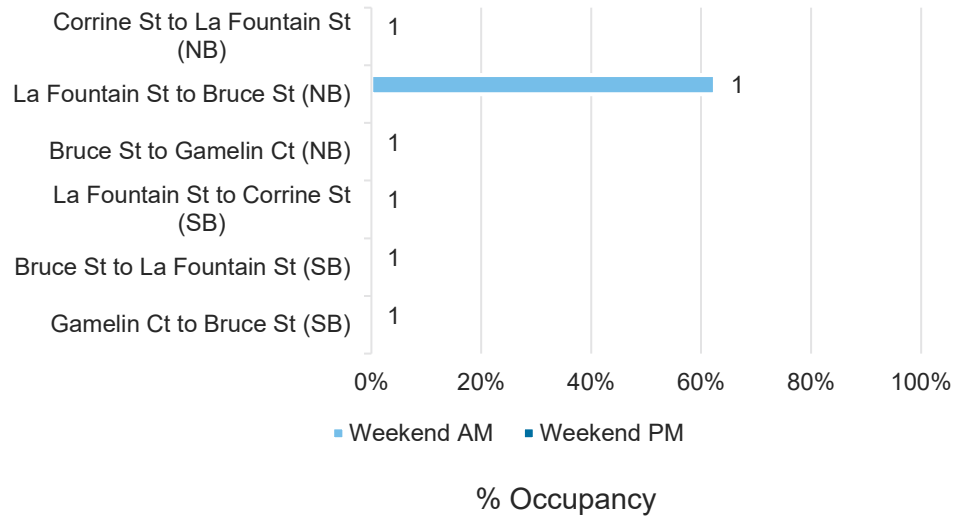 Corrine St to La Fountain St
(NB)
1
La Fountain St to Bruce St (NB)
1
Bruce St to Gamelin Ct (NB)
1
La Fountain St to Corrine St
(SB)
1
Bruce St to La Fountain St (SB)
1
Gamelin Ct to Bruce St (SB)
1
0% 20% 40% 60% 80% 100%
Weekend AM Weekend PM
% Occupancy